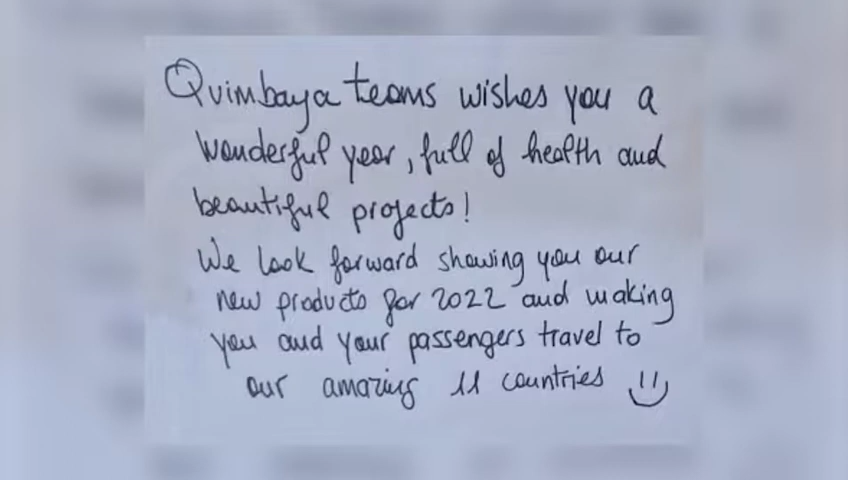 Quimbaya teams wishes you a
wonderful year, full of health and
beautiful projects!
We look forward showing you our
new products for 2022 and making
you and your passengers travel to
our amazing 11 countries